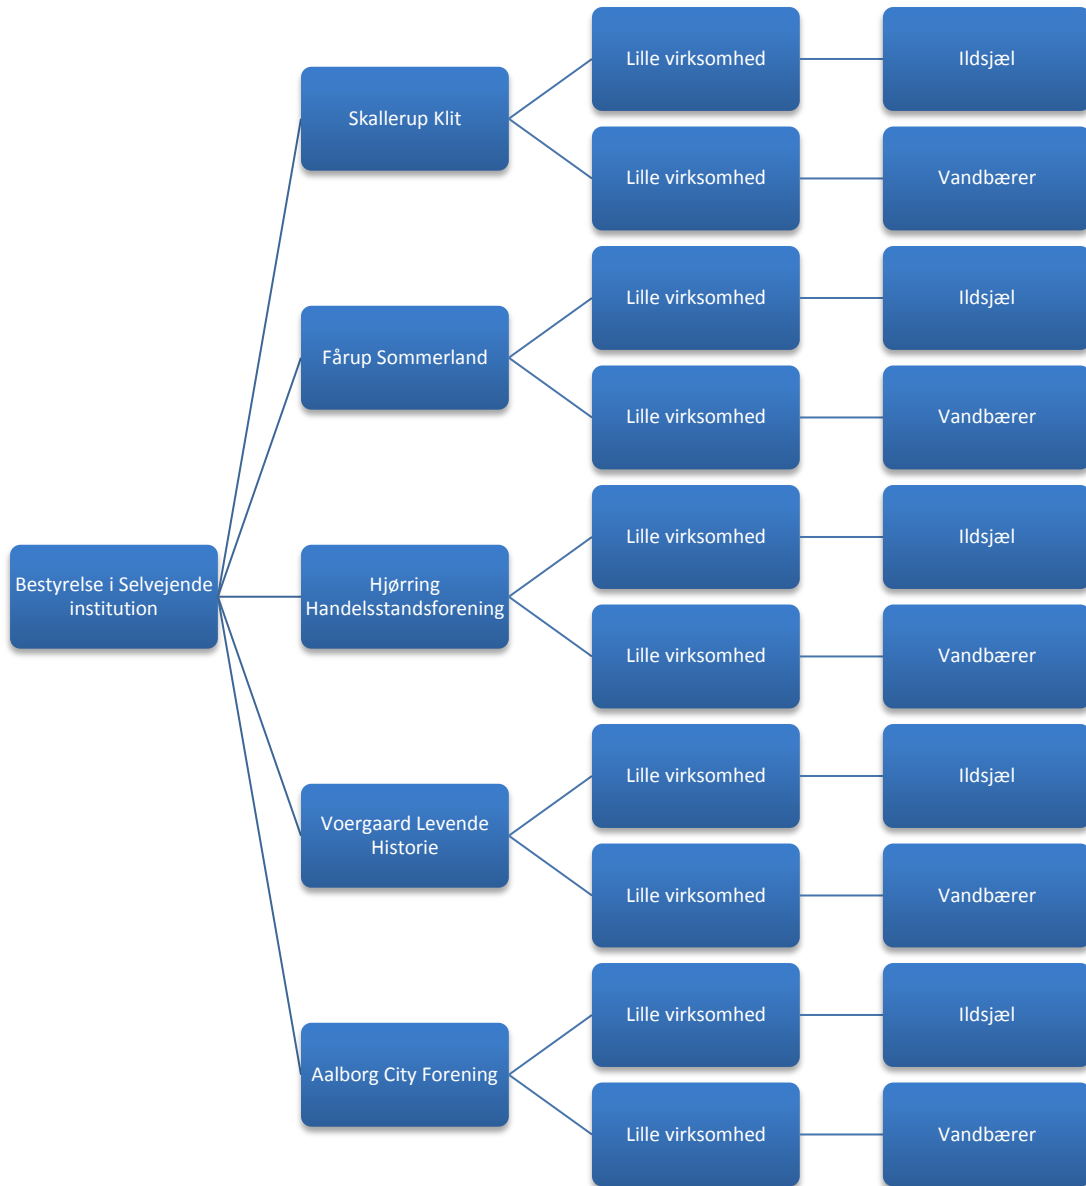 Bestyrelse i Selvejende
institution
Skallerup Klit
Lille virksomhed
Ildsjæl
Lille virksomhed
Vandbærer
Fårup Sommerland
Lille virksomhed
Ildsjæl
Lille virksomhed
Vandbærer
Hjørring
Handelsstandsforening
Lille virksomhed
Ildsjæl
Lille virksomhed
Vandbærer
Voergaard Levende
Historie
Lille virksomhed
Ildsjæl
Lille virksomhed
Vandbærer
Aalborg City Forening
Lille virksomhed
Ildsjæl
Lille virksomhed
Vandbærer